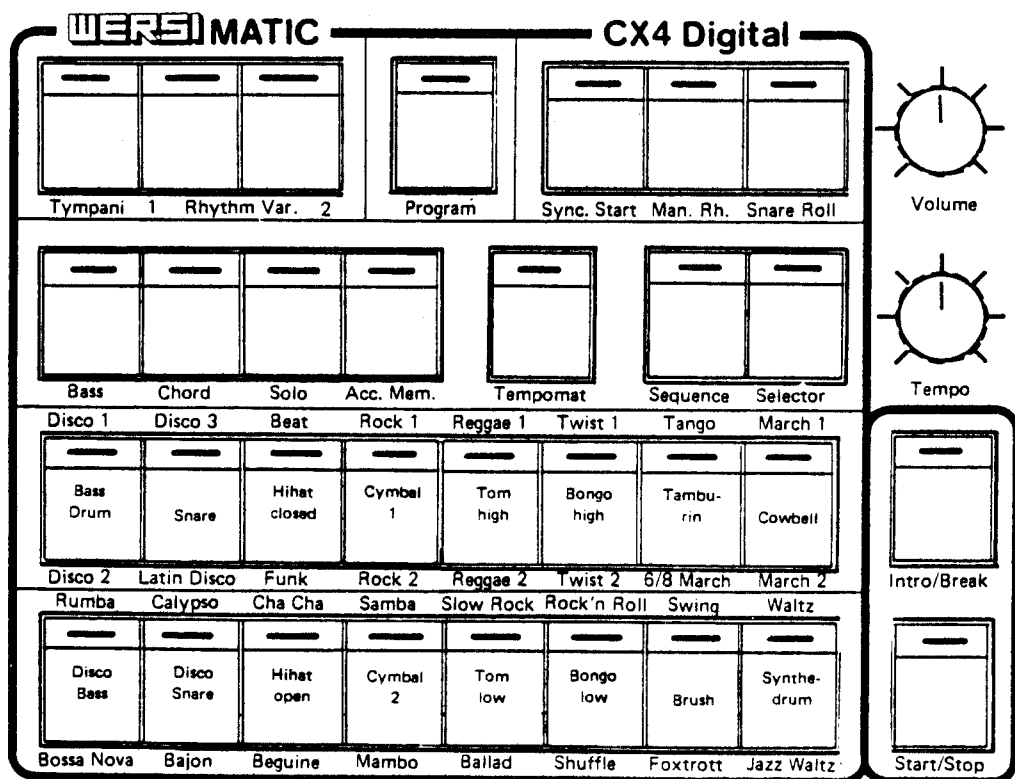 WERSI MATIC CX4 Digital
Tympani 1 Rhythm Var. 2 Program Sync. Start Man. Rh. Snare Roll Volume
Bass Chord Solo Acc. Mem. Tempomat Sequence Selector Tempo
Disco 1 Disco 3 Beat Rock 1 Reggae 1 Twist 1 Tango March 1
Bass Drum Snare Hihat closed Cymbal 1 Tom high Bongo high Tambu- rin Cowbell
Disco 2 Latin Disco Funk Rock 2 Reggae 2 Twist 2 6/8 March March 2 Intro/Break
Rumba Calypso Cha Cha Samba Slow Rock Rock'n Roll Swing Waltz
Disco Bass Disco Snare Hihat open Cymbal 2 Tom low Bongo low Brush Synthe- drum
Bossa Nova Bajon Beguine Mambo Ballad Shuffle Foxtrott Jazz Waltz Start/Stop